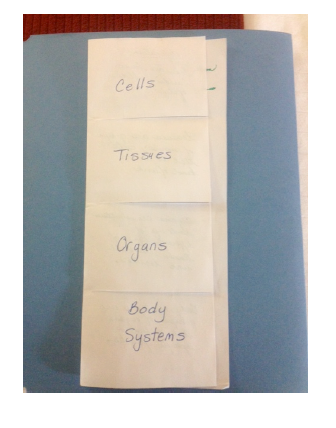 Cells
Tissues
Organs
Body
Systems